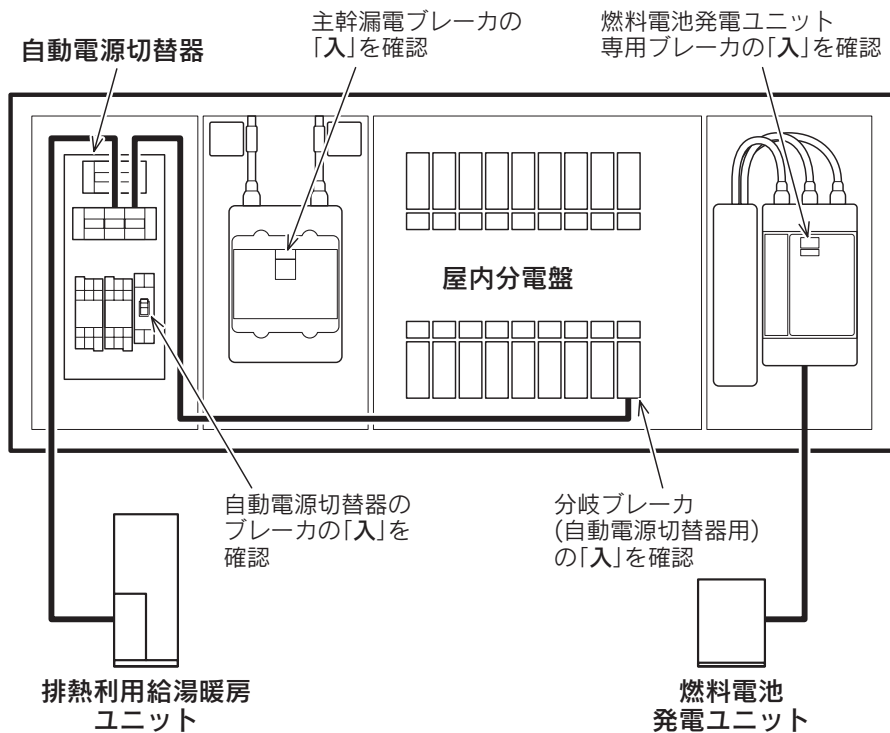 自動電源切替器
主幹漏電ブレーカの
「入」を確認
燃料電池発電ユニット
専用ブレーカの「入」を確認
屋内分電盤
自動電源切替器の
ブレーカの「入」を
確認
分岐ブレーカ
(自動電源切替器用)
の「入」を確認
排熱利用給湯暖房
ユニット
燃料電池
発電ユニット